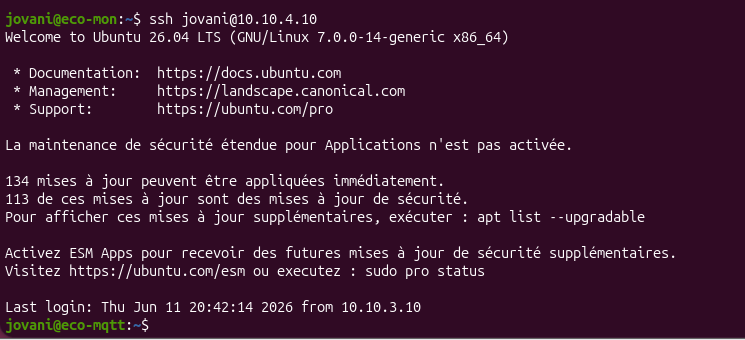 jovani@eco-mon:~$ ssh jovani@10.10.4.10
Welcome to Ubuntu 26.04 LTS (GNU/Linux 7.0.0-14-generic x86_64)
* Documentation:  https://docs.ubuntu.com
* Management:     https://landscape.canonical.com
* Support:        https://ubuntu.com/pro
La maintenance de sécurité étendue pour Applications n'est pas activée.
134 mises à jour peuvent être appliquées immédiatement.
113 de ces mises à jour sont des mises à jour de sécurité.
Pour afficher ces mises à jour supplémentaires, exécuter : apt list --upgradable
Activez ESM Apps pour recevoir des futures mises à jour de sécurité supplémentaires.
Visitez https://ubuntu.com/esm ou executez : sudo pro status
Last login: Thu Jun 11 20:42:14 2026 from 10.10.3.10
jovani@eco-mqtt:~$